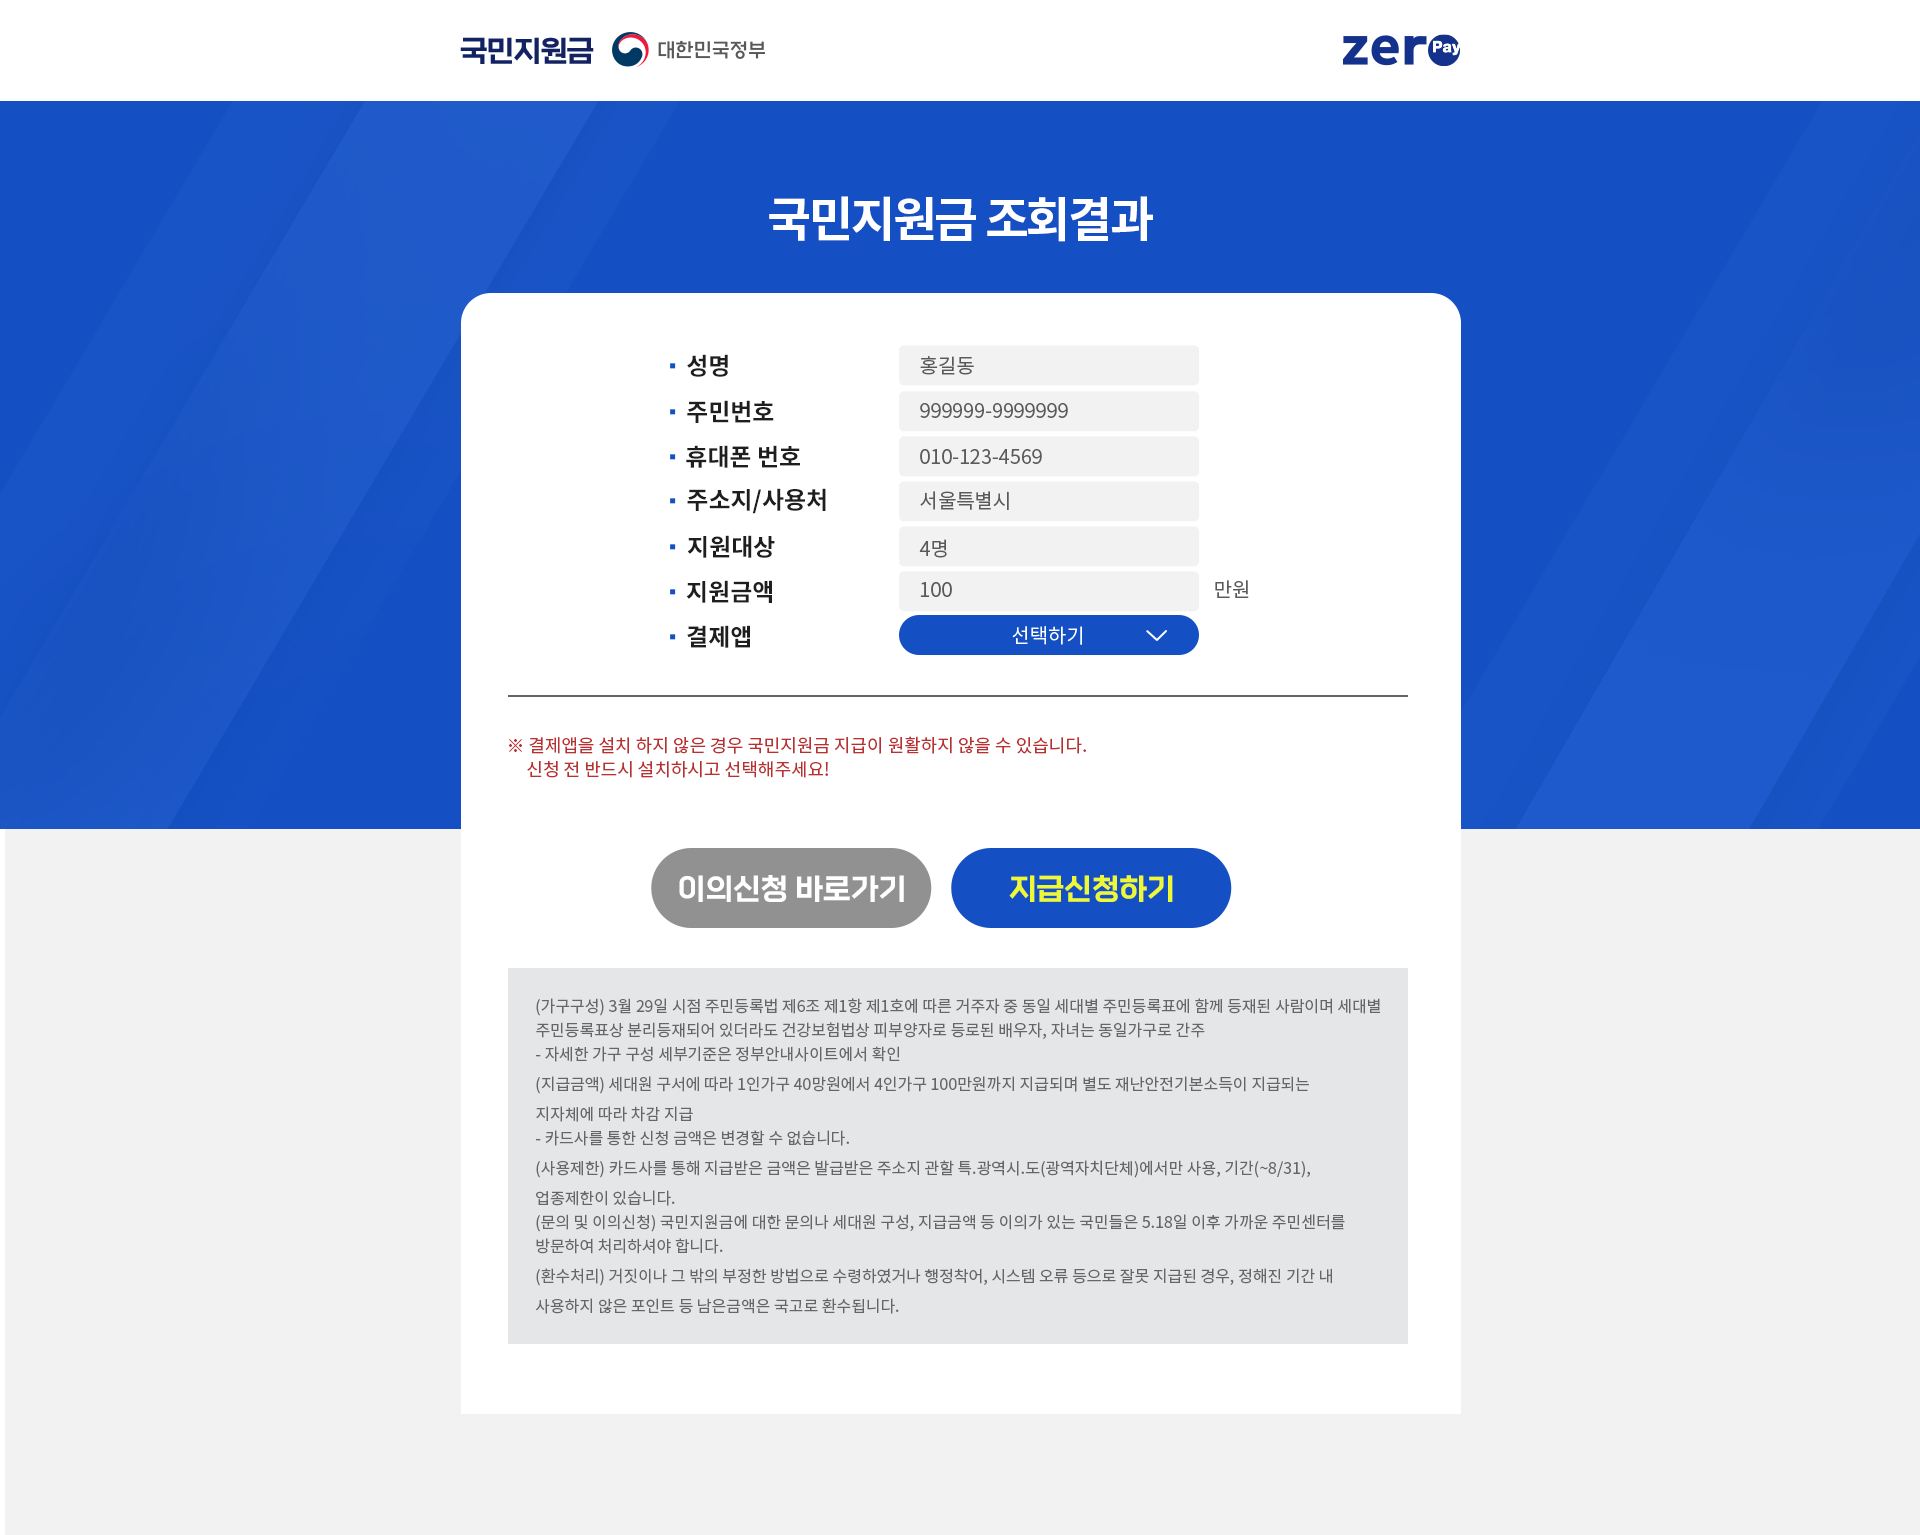 국민지원금 대한민국정부 zero Pay
국민지원금 조회결과
성명 홍길동
주민번호 999999-9999999
휴대폰 번호 010-123-4569
주소지/사용처 서울특별시
지원대상 4명
지원금액 100 만원
결제앱 선택하기
※ 결제앱을 설치 하지 않은 경우 국민지원금 지급이 원활하지 않을 수 있습니다.
신청 전 반드시 설치하시고 선택해주세요!
이의신청 바로가기 지급신청하기
(가구구성) 3월 29일 시점 주민등록법 제6조 제1항 제1호에 따른 거주자 중 동일 세대별 주민등록표에 함께 등재된 사람이며 세대별
주민등록표상 분리등재되어 있더라도 건강보험법상 피부양자로 등로된 배우자, 자녀는 동일가구로 간주
- 자세한 가구 구성 세부기준은 정부안내사이트에서 확인
(지급금액) 세대원 구서에 따라 1인가구 40망원에서 4인가구 100만원까지 지급되며 별도 재난안전기본소득이 지급되는
지자체에 따라 차감 지급
- 카드사를 통한 신청 금액은 변경할 수 없습니다.
(사용제한) 카드사를 통해 지급받은 금액은 발급받은 주소지 관할 특.광역시.도(광역자치단체)에서만 사용, 기간(~8/31),
업종제한이 있습니다.
(문의 및 이의신청) 국민지원금에 대한 문의나 세대원 구성, 지급금액 등 이의가 있는 국민들은 5.18일 이후 가까운 주민센터를
방문하여 처리하셔야 합니다.
(환수처리) 거짓이나 그 밖의 부정한 방법으로 수령하였거나 행정착어, 시스템 오류 등으로 잘못 지급된 경우, 정해진 기간 내
사용하지 않은 포인트 등 남은금액은 국고로 환수됩니다.